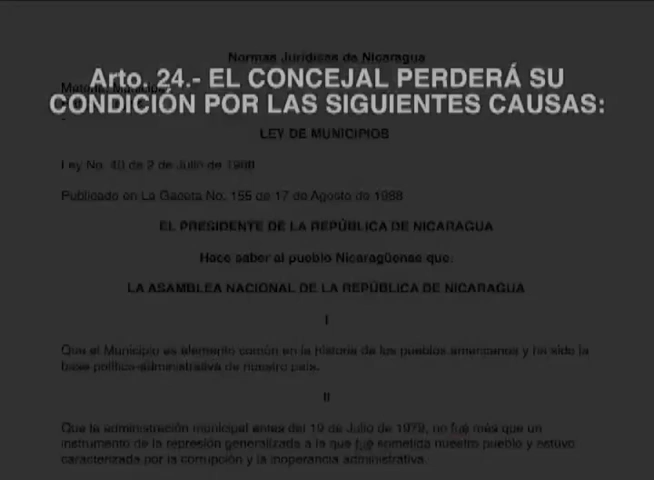 Normas Jurídicas de Nicaragua
Arto. 24.- EL CONCEJAL PERDERÁ SU
CONDICIÓN POR LAS SIGUIENTES CAUSAS:
LEY DE MUNICIPIOS
Ley No. 40 de 2 de Julio de 1988
Publicado en La Gaceta No. 155 de 17 de Agosto de 1988
EL PRESIDENTE DE LA REPÚBLICA DE NICARAGUA
Hace saber al pueblo Nicaragüense que:
LA ASAMBLEA NACIONAL DE LA REPÚBLICA DE NICARAGUA
I
Que el Municipio es elemento común en la historia de los pueblos americanos y ha sido la
base política-administrativa de nuestro país.
II
Que la administración municipal antes del 19 de Julio de 1979, no fué más que un
instrumento de la represión generalizada a la que fué sometida nuestro pueblo y estuvo
caracterizada por la corrupción y la inoperancia administrativa.